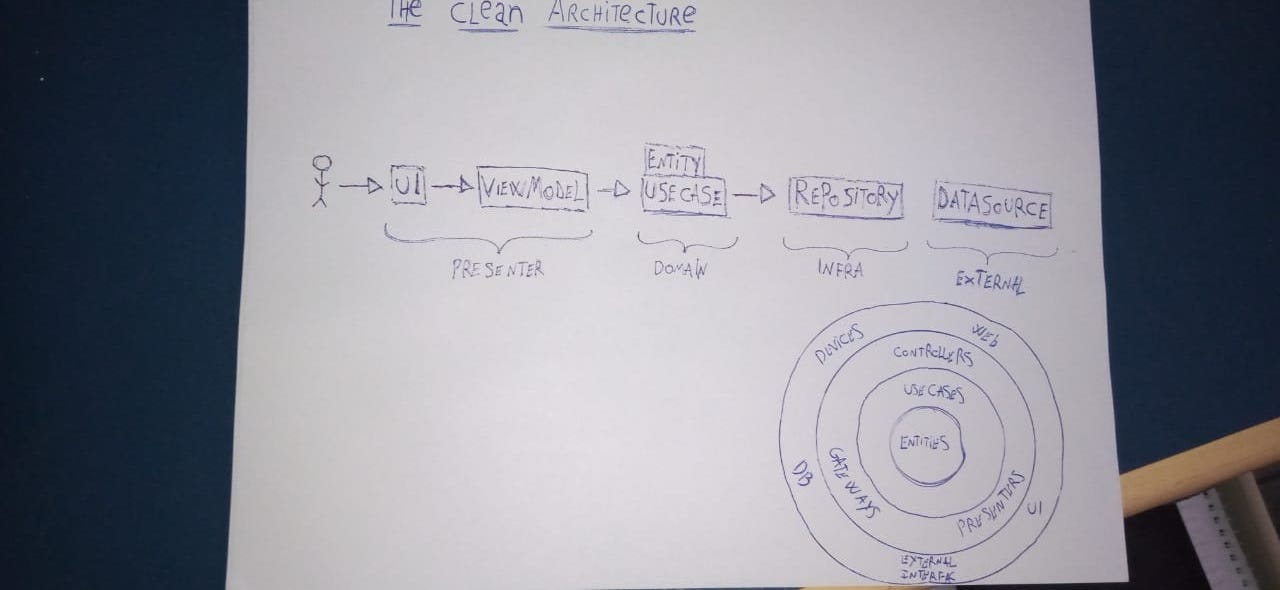 THE CLEAN ARCHITECTURE
ENTITY
UI VIEWMODEL USECASE REPOSITORY DATASOURCE
PRESENTER DOMAIN INFRA EXTERNAL
DEVICES WEB
CONTROLLERS
USE CASES
ENTITIES
DB GATEWAYS PRESENTERS UI
EXTERNAL
INTERFAC